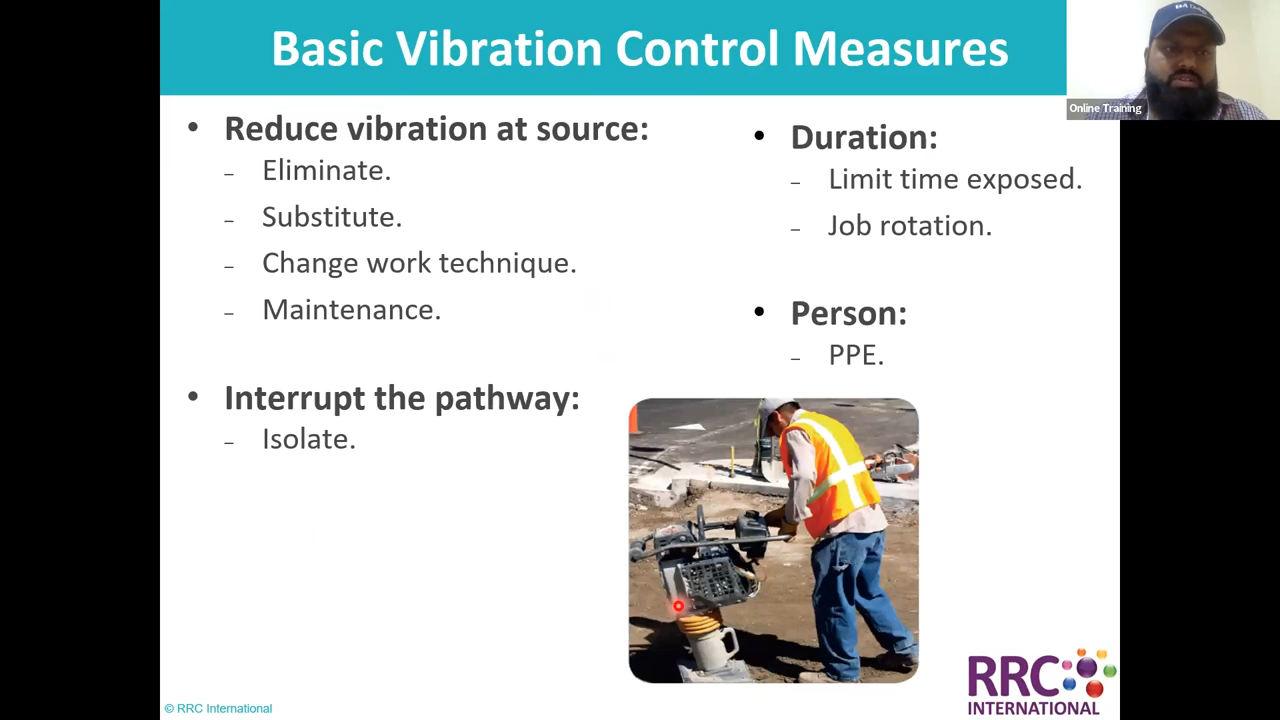 Basic Vibration Control Measures
Online Training
• Reduce vibration at source:
– Eliminate.
– Substitute.
– Change work technique.
– Maintenance.
• Interrupt the pathway:
– Isolate.
• Duration:
– Limit time exposed.
– Job rotation.
• Person:
– PPE.
© RRC International
RRC
INTERNATIONAL